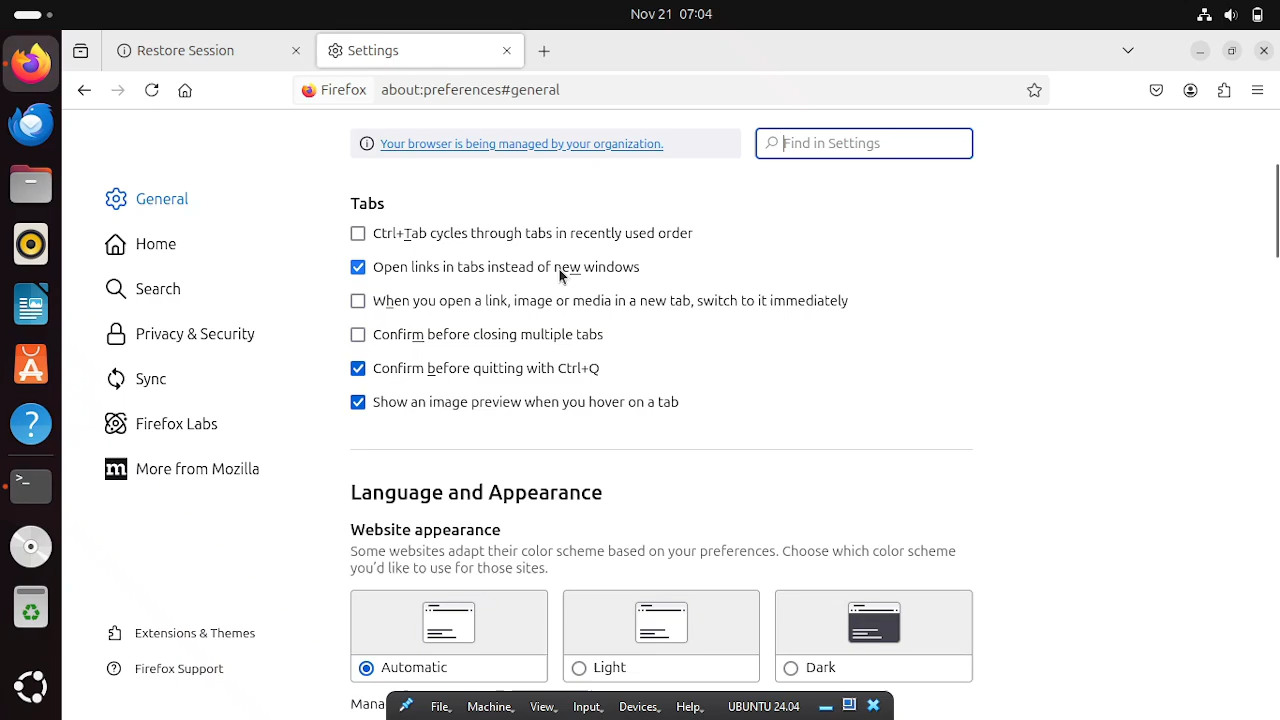 Nov 21 07:04
Restore Session
Settings
Firefox
about:preferences#general
Your browser is being managed by your organization.
Find in Settings
General
Home
Search
Privacy & Security
Sync
Firefox Labs
More from Mozilla
Extensions & Themes
Firefox Support
Tabs
Ctrl+Tab cycles through tabs in recently used order
Open links in tabs instead of new windows
When you open a link, image or media in a new tab, switch to it immediately
Confirm before closing multiple tabs
Confirm before quitting with Ctrl+Q
Show an image preview when you hover on a tab
Language and Appearance
Website appearance
Some websites adapt their color scheme based on your preferences. Choose which color scheme
you'd like to use for those sites.
Automatic
Light
Dark
Mana
File
Machine
View
Input
Devices
Help
UBUNTU 24.04